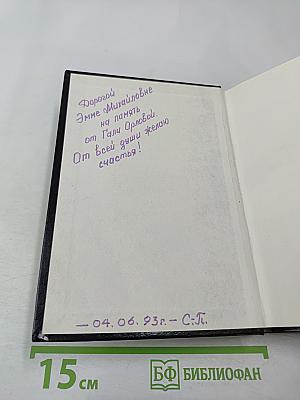 Дорогой
Эмме Михайловне
на память
от Гали Орловой.
От всей души желаю
счастья!
— 04. 06. 93г. — С.-П.
15 см
БФ БИБЛИОФАН